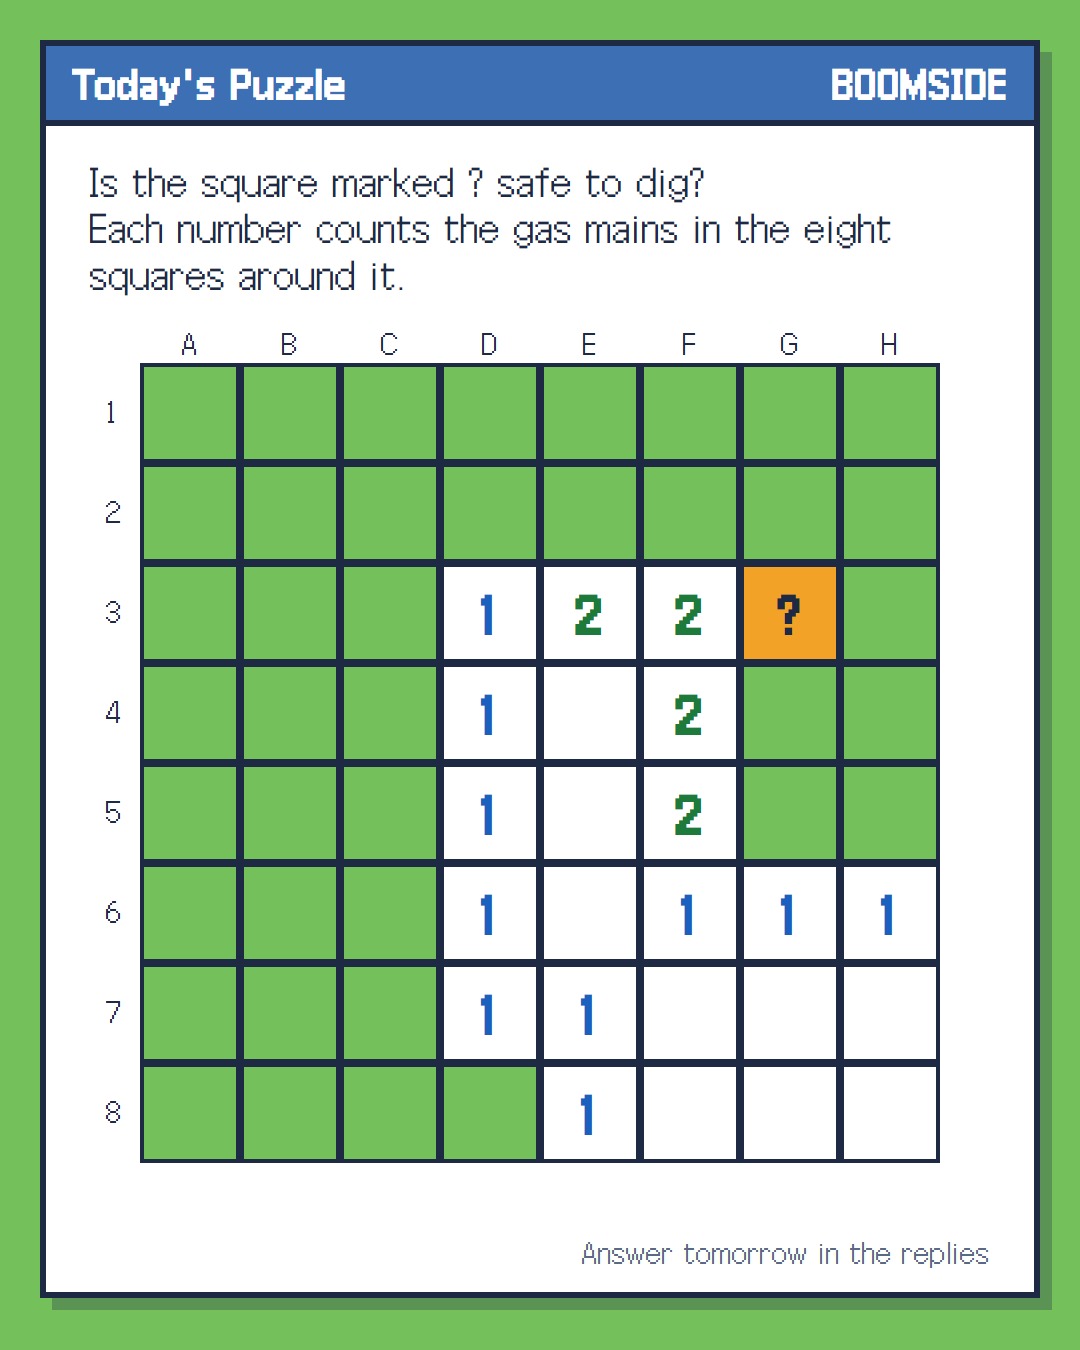 Today's Puzzle BOOMSIDE
Is the square marked ? safe to dig?
Each number counts the gas mains in the eight
squares around it.
A B C D E F G H
1
2
3 1 2 2 ?
4 1 2
5 1 2
6 1 1 1 1
7 1 1
8 1
Answer tomorrow in the replies